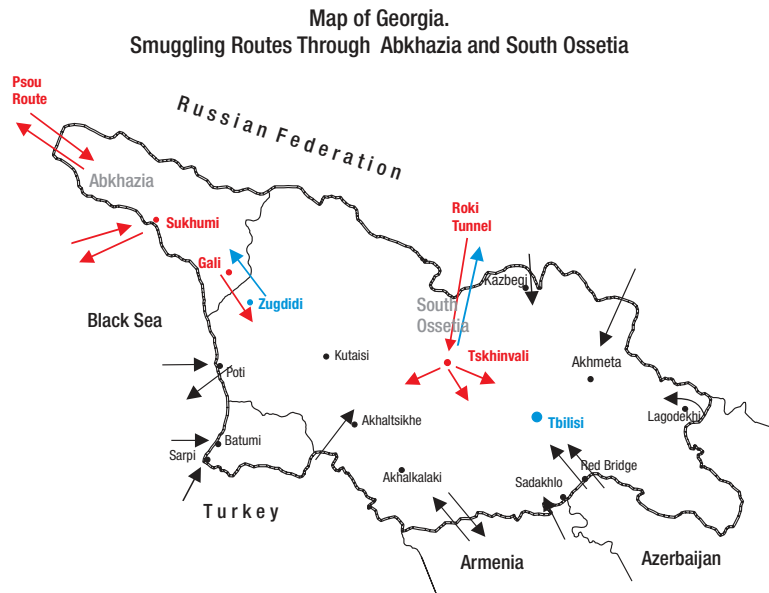 Map of Georgia.
Smuggling Routes Through Abkhazia and South Ossetia
Psou
Route
Russian Federation
Abkhazia
Sukhumi
Roki
Tunnel
Gali
Kazbegi
Zugdidi
South
Ossetia
Black Sea
Kutaisi
Tskhinvali
Poti
Akhmeta
Lagodekhi
Akhaltsikhe
Tbilisi
Batumi
Sarpi
Akhalkalaki
Red Bridge
Sadakhlo
Turkey
Armenia
Azerbaijan